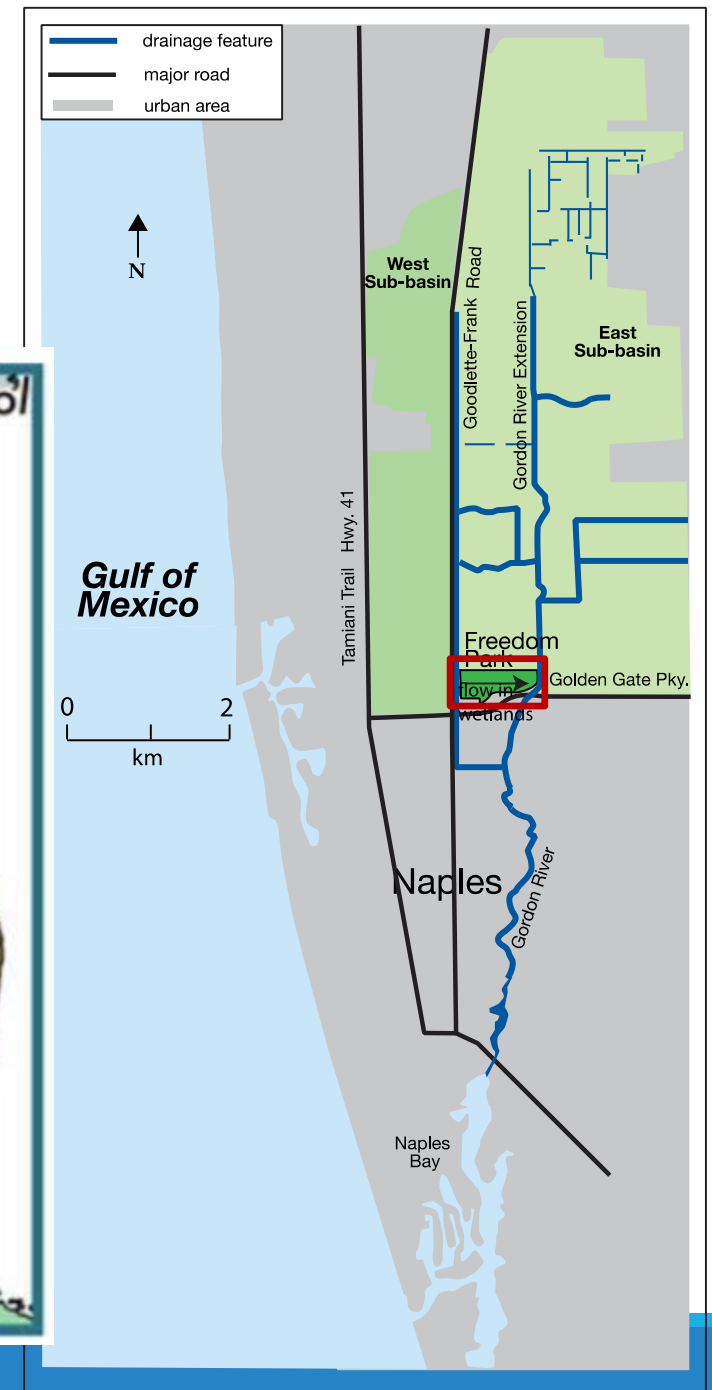 drainage feature
major road
urban area
N
West
Sub-basin
Goodlette-Frank Road
Gordon River Extension
East
Sub-basin
Tamiani Trail Hwy. 41
Gulf of
Mexico
Freedom
Park
flow in
wetlands
Golden Gate Pky.
0 2
km
Naples
Gordon River
Naples
Bay